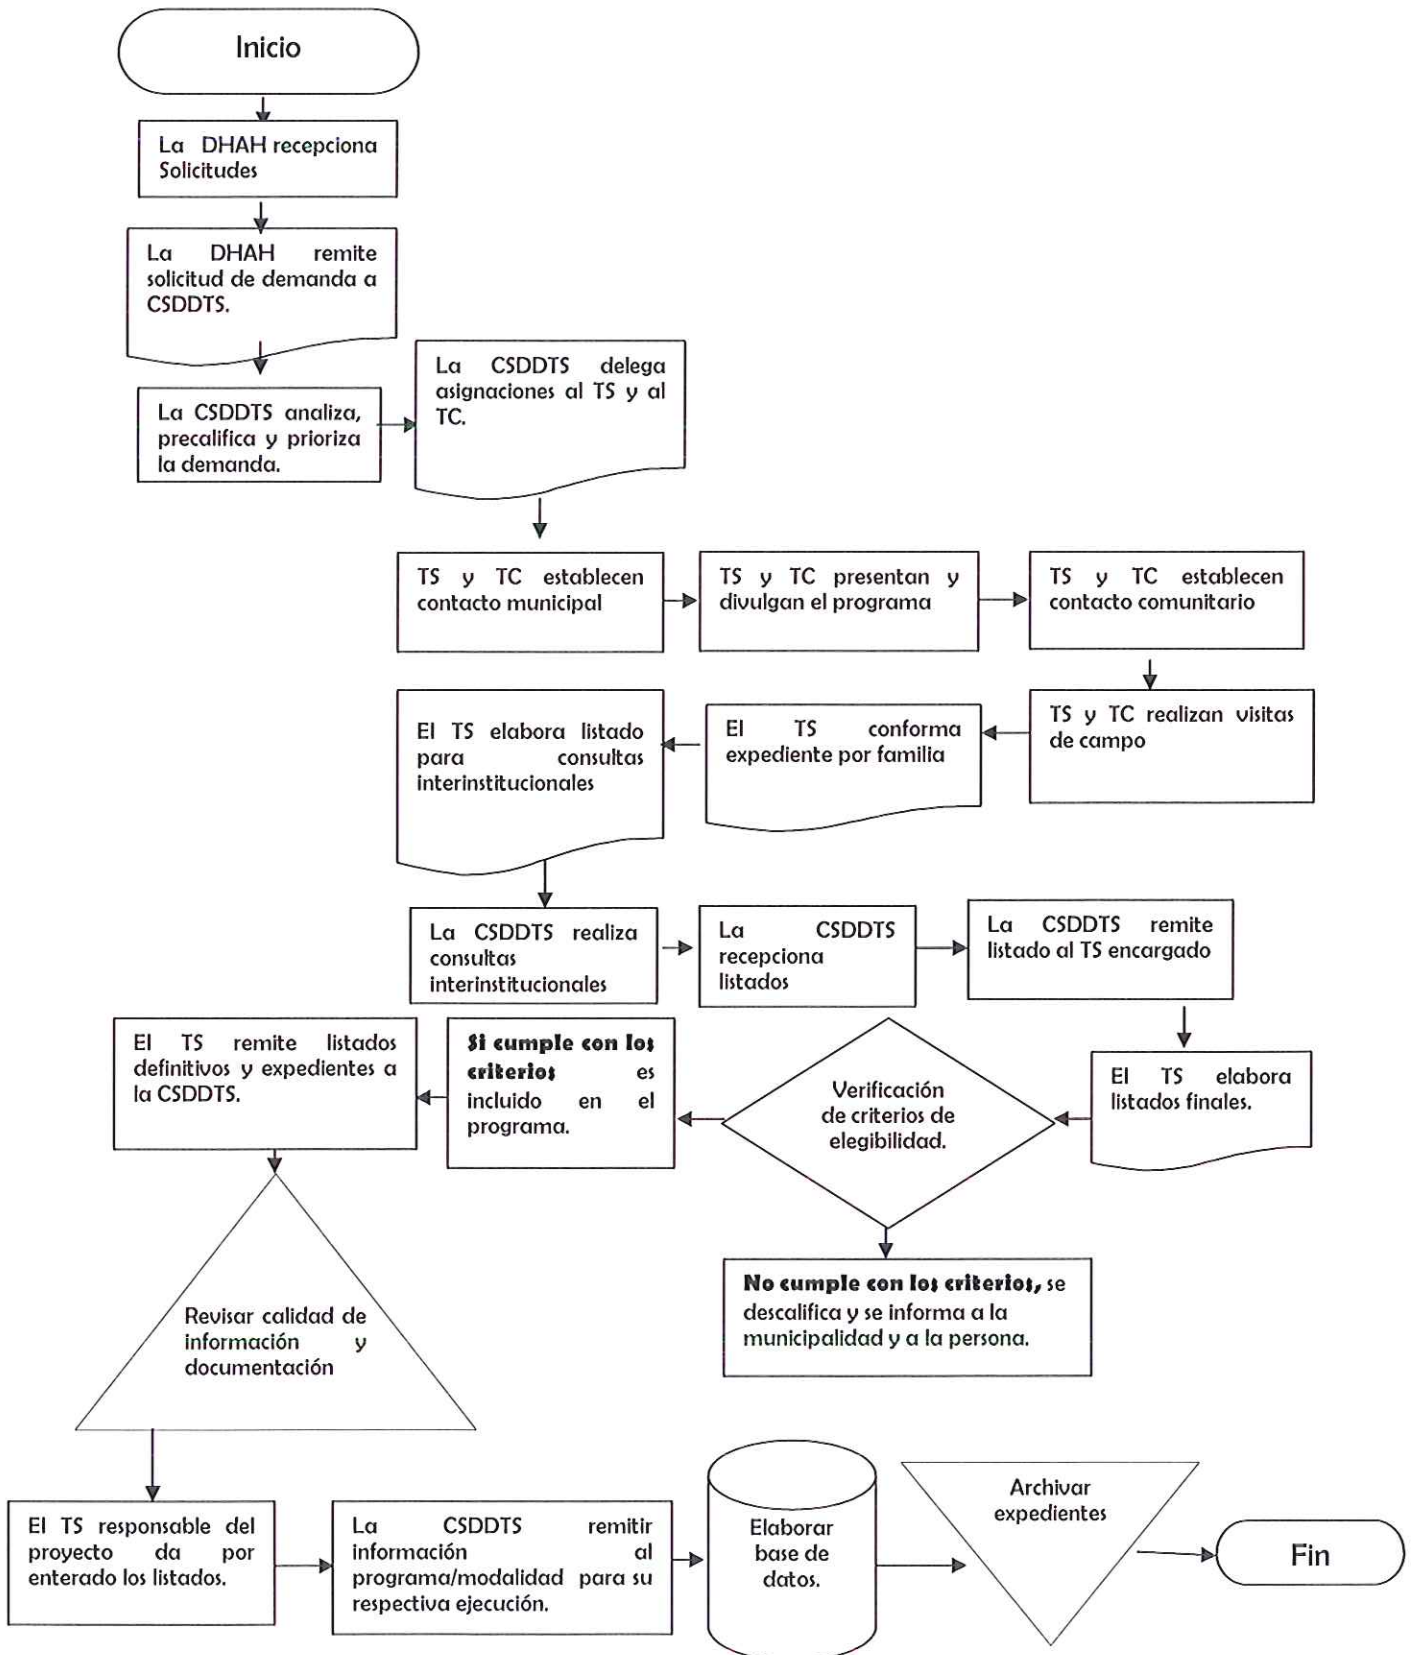 Inicio
La DHAH recepciona
Solicitudes
La DHAH remite
solicitud de demanda a
CSDDTS.
La CSDDTS analiza,
precalifica y prioriza
la demanda.
La CSDDTS delega
asignaciones al TS y al
TC.
TS y TC establecen
contacto municipal
TS y TC presentan y
divulgan el programa
TS y TC establecen
contacto comunitario
TS y TC realizan visitas
de campo
El TS conforma
expediente por familia
El TS elabora listado
para consultas
interinstitucionales
La CSDDTS realiza
consultas
interinstitucionales
La CSDDTS
recepciona
listados
La CSDDTS remite
listado al TS encargado
El TS elabora
listados finales.
Verificación
de criterios de
elegibilidad.
Si cumple con los
criterios es
incluido en el
programa.
El TS remite listados
definitivos y expedientes a
la CSDDTS.
No cumple con los criterios, se
descalifica y se informa a la
municipalidad y a la persona.
Revisar calidad de
información y
documentación
El TS responsable del
proyecto da por
enterado los listados.
La CSDDTS remitir
información al
programa/modalidad para su
respectiva ejecución.
Elaborar
base de
datos.
Archivar
expedientes
Fin